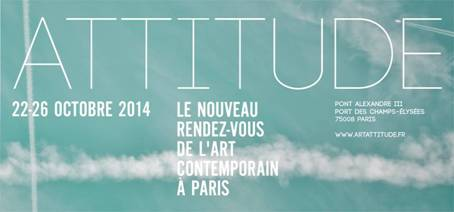 ATTITUDE
22-26 OCTOBRE 2014
LE NOUVEAU
RENDEZ-VOUS
DE L'ART
CONTEMPORAIN
À PARIS
PONT ALEXANDRE III
PORT DES CHAMPS-ÉLYSÉES
75008 PARIS
WWW.ARTATTITUDE.FR